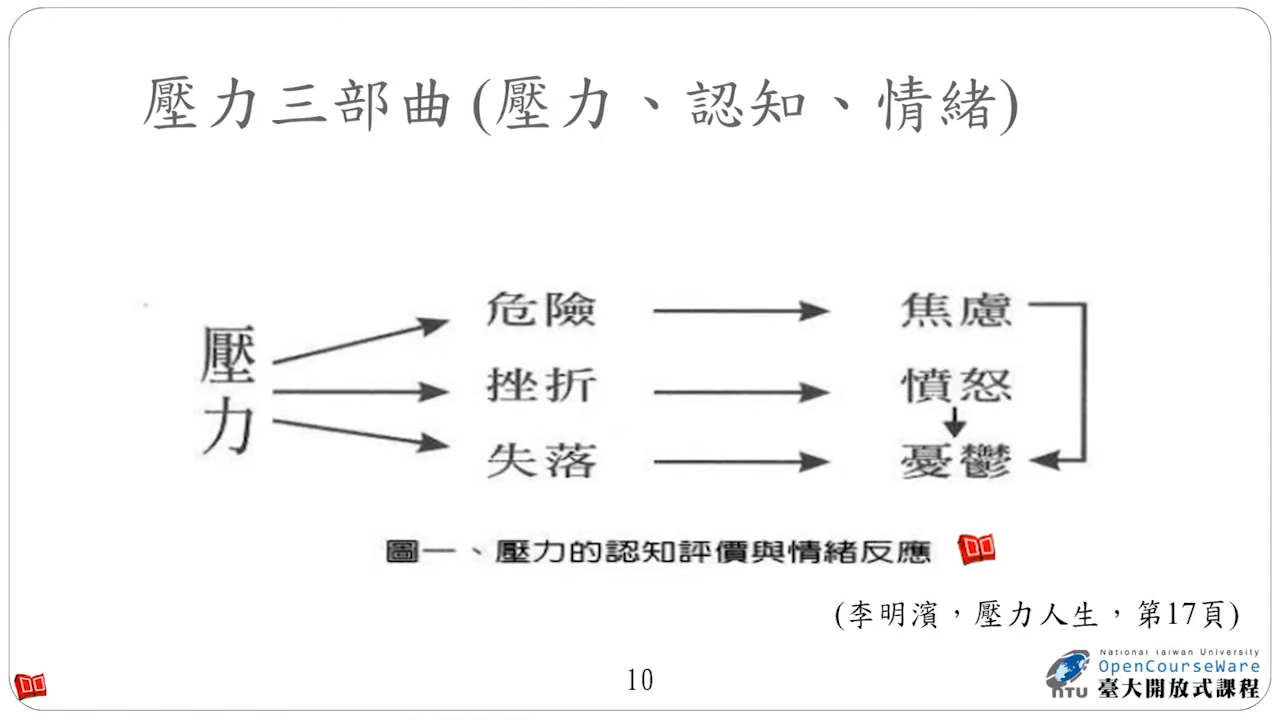 壓力三部曲(壓力、認知、情緒)
壓力
危險
焦慮
挫折
憤怒
失落
憂鬱
圖一、壓力的認知評價與情緒反應
(李明濱，壓力人生，第17頁)
10
National Taiwan University
OpenCourseWare
NTU 臺大開放式課程